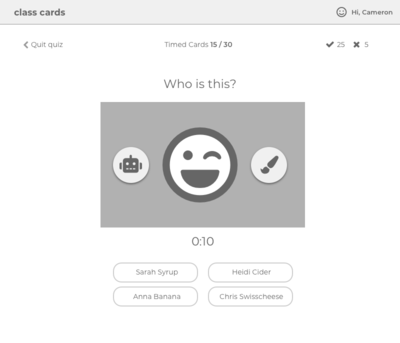 class cards
Hi, Cameron
Quit quiz
Timed Cards 15 / 30
25
5
Who is this?
0:10
Sarah Syrup
Heidi Cider
Anna Banana
Chris Swisscheese